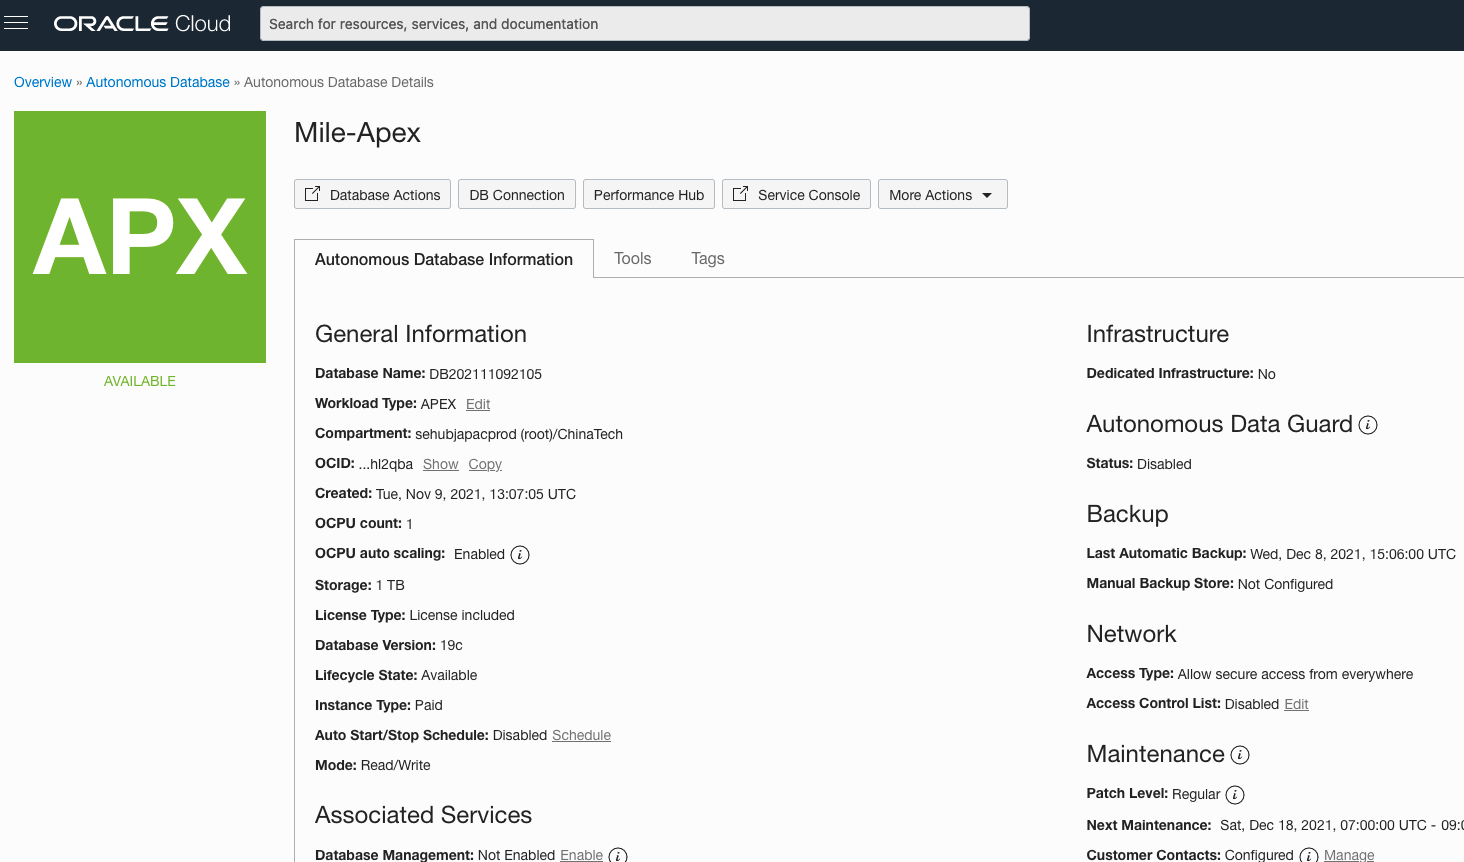 ORACLE Cloud
Search for resources, services, and documentation
Overview » Autonomous Database » Autonomous Database Details
APX
AVAILABLE
Mile-Apex
Database Actions
DB Connection
Performance Hub
Service Console
More Actions
Autonomous Database Information
Tools
Tags
General Information
Database Name: DB202111092105
Workload Type: APEX Edit
Compartment: sehubjapacprod (root)/ChinaTech
OCID: ...hl2qba Show Copy
Created: Tue, Nov 9, 2021, 13:07:05 UTC
OCPU count: 1
OCPU auto scaling: Enabled i
Storage: 1 TB
License Type: License included
Database Version: 19c
Lifecycle State: Available
Instance Type: Paid
Auto Start/Stop Schedule: Disabled Schedule
Mode: Read/Write
Associated Services
Database Management: Not Enabled Enable i
Infrastructure
Dedicated Infrastructure: No
Autonomous Data Guard i
Status: Disabled
Backup
Last Automatic Backup: Wed, Dec 8, 2021, 15:06:00 UTC
Manual Backup Store: Not Configured
Network
Access Type: Allow secure access from everywhere
Access Control List: Disabled Edit
Maintenance i
Patch Level: Regular i
Next Maintenance: Sat, Dec 18, 2021, 07:00:00 UTC - 09:0
Customer Contacts: Configured i Manage